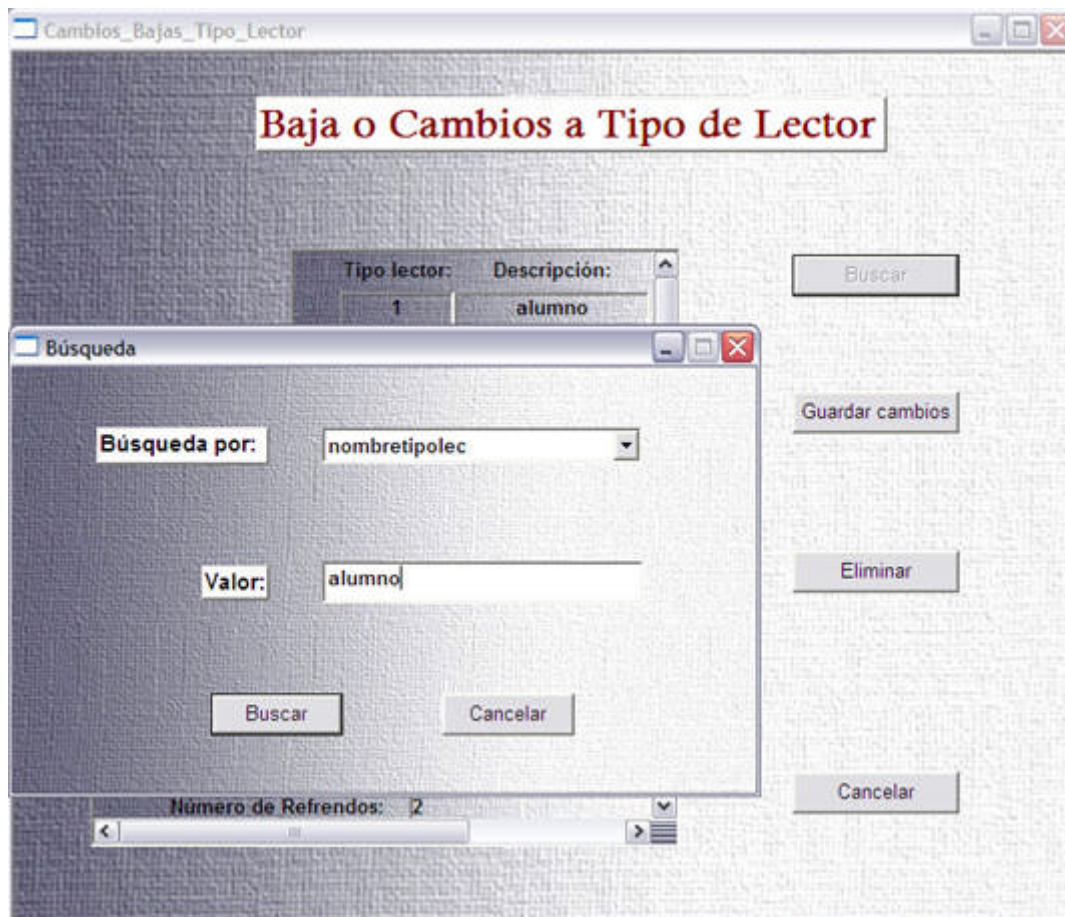 Cambios_Bajas_Tipo_Lector
Baja o Cambios a Tipo de Lector
Tipo lector: Descripción:
1 alumno
Buscar
Búsqueda
Guardar cambios
Búsqueda por: nombretipolec
Valor: alumno
Eliminar
Buscar Cancelar
Cancelar
Número de Refrendos: 2